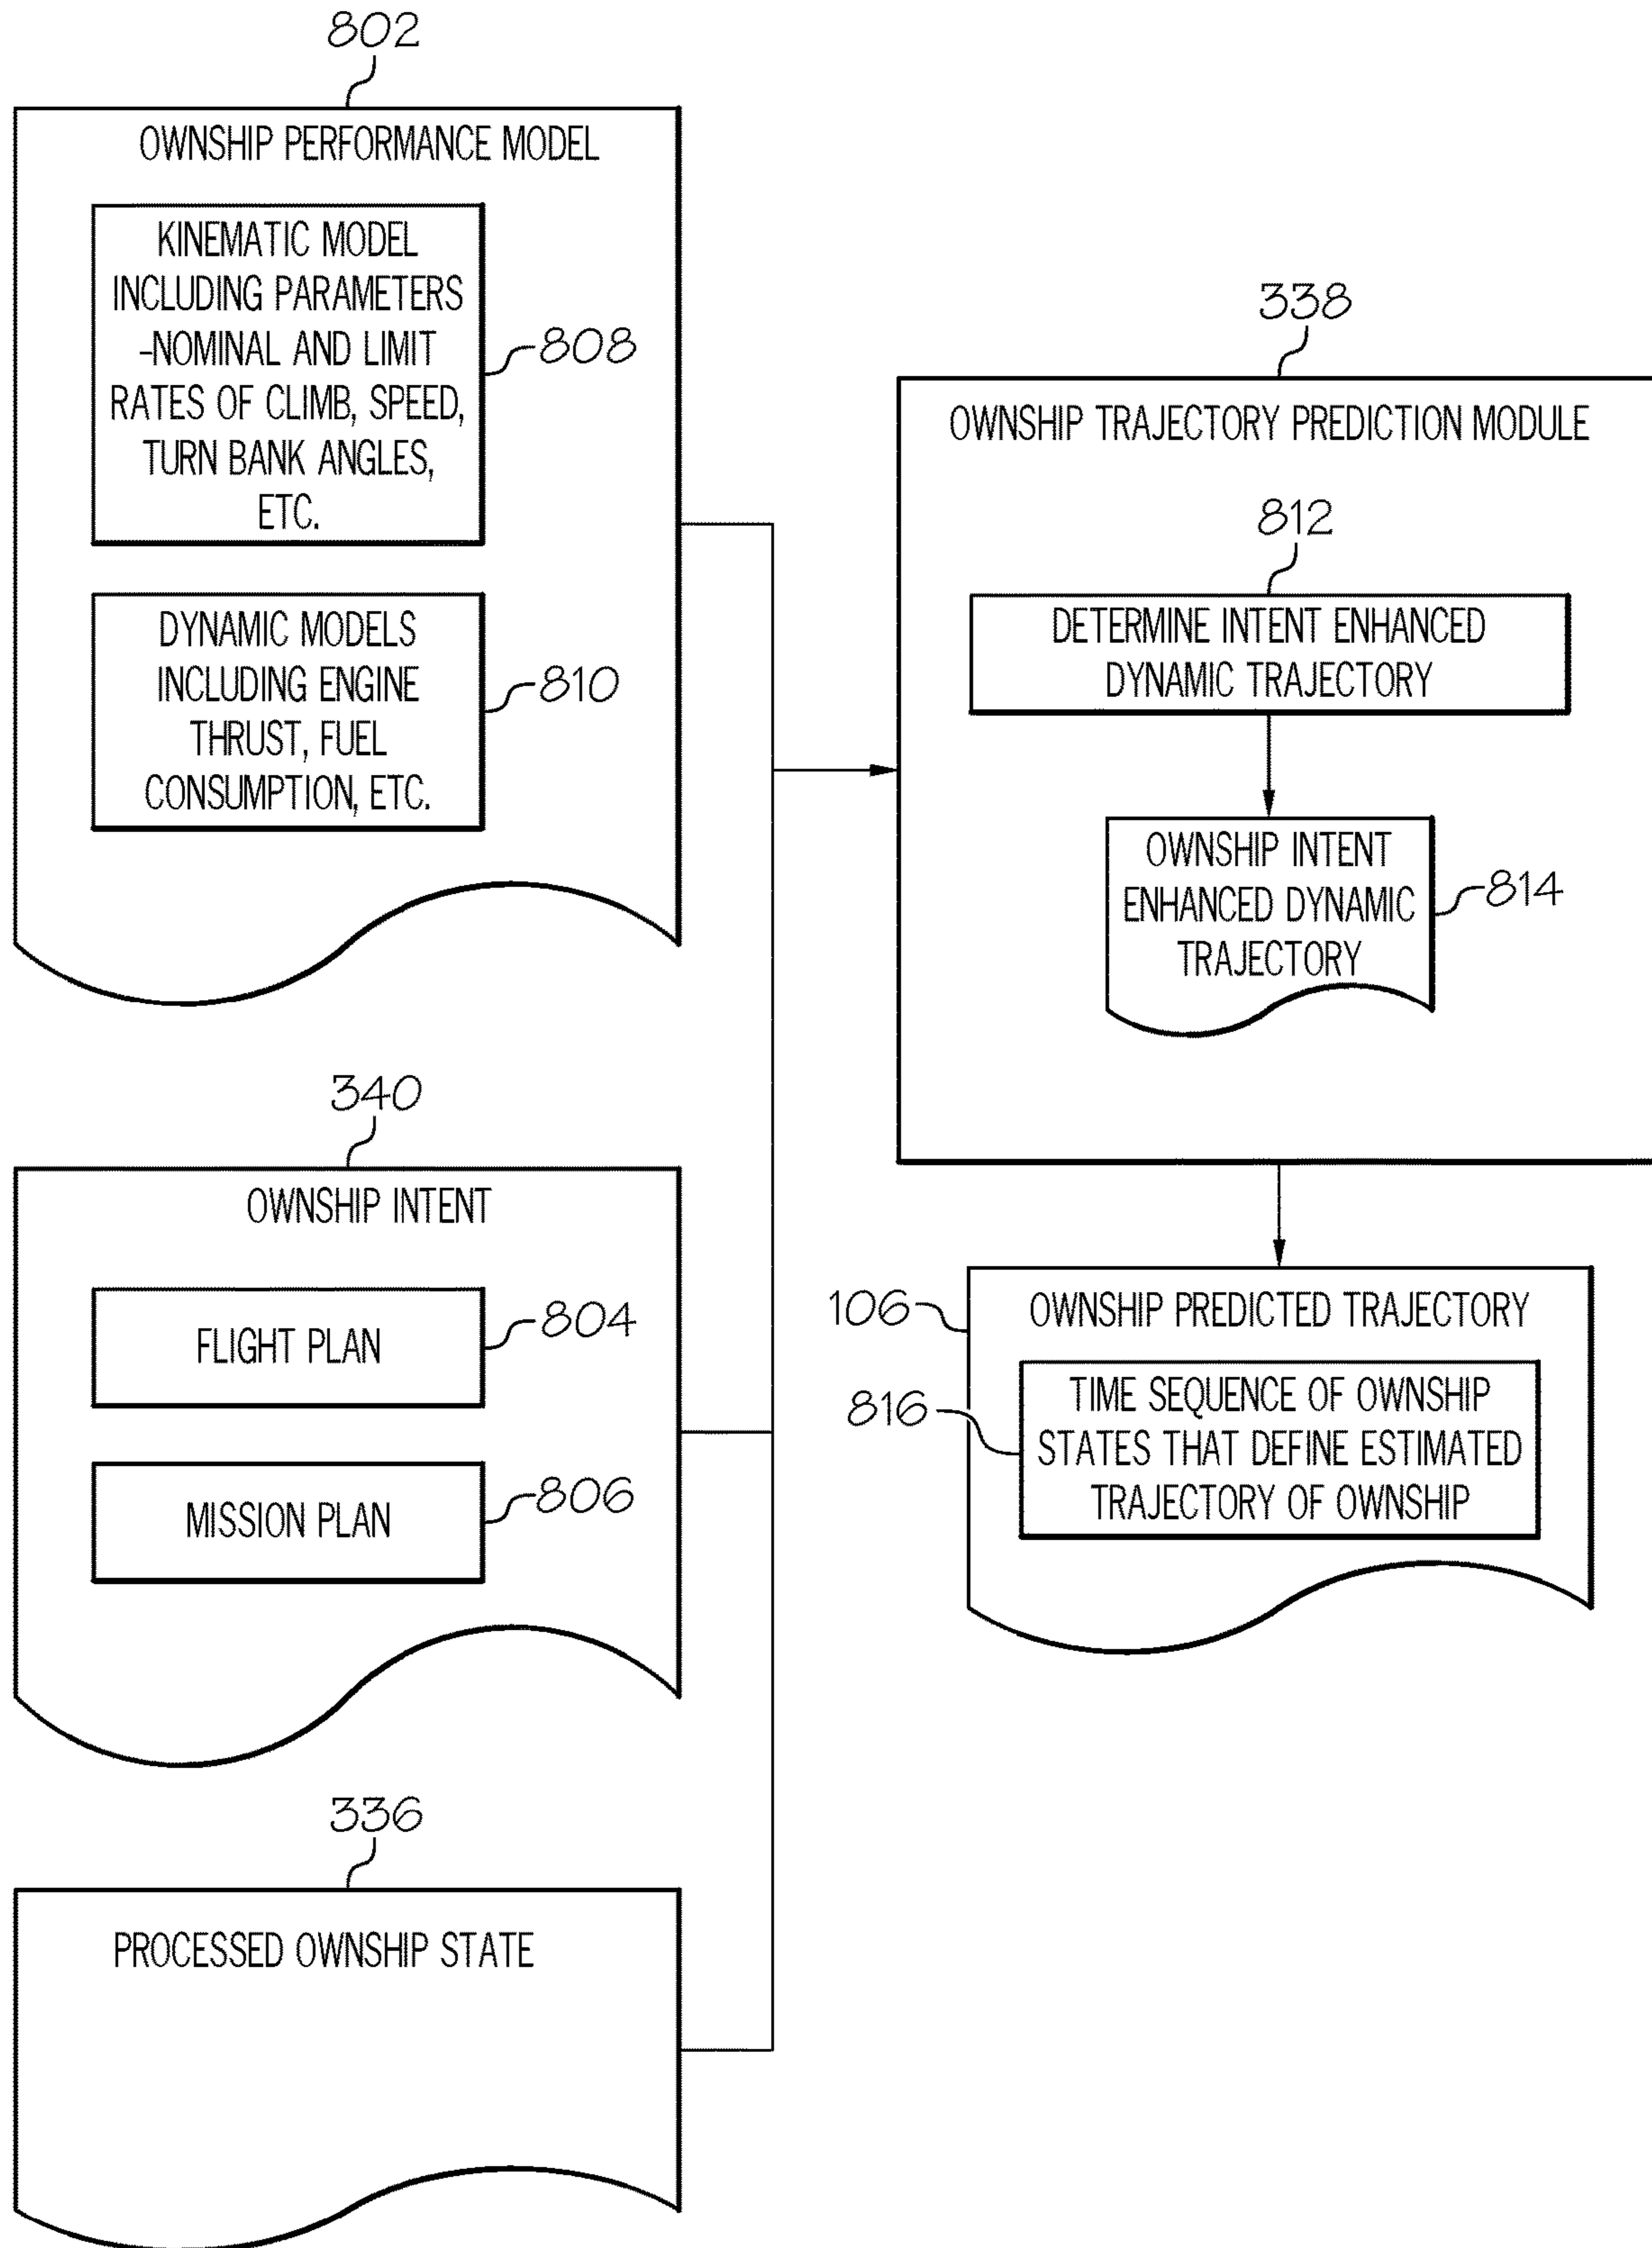 802
OWNSHIP PERFORMANCE MODEL
KINEMATIC MODEL
INCLUDING PARAMETERS
-NOMINAL AND LIMIT
RATES OF CLIMB, SPEED,
TURN BANK ANGLES,
ETC.
808
DYNAMIC MODELS
INCLUDING ENGINE
THRUST, FUEL
CONSUMPTION, ETC.
810
340
OWNSHIP INTENT
FLIGHT PLAN
804
MISSION PLAN
806
336
PROCESSED OWNSHIP STATE
338
OWNSHIP TRAJECTORY PREDICTION MODULE
812
DETERMINE INTENT ENHANCED
DYNAMIC TRAJECTORY
OWNSHIP INTENT
ENHANCED DYNAMIC
TRAJECTORY
814
106
OWNSHIP PREDICTED TRAJECTORY
816
TIME SEQUENCE OF OWNSHIP
STATES THAT DEFINE ESTIMATED
TRAJECTORY OF OWNSHIP